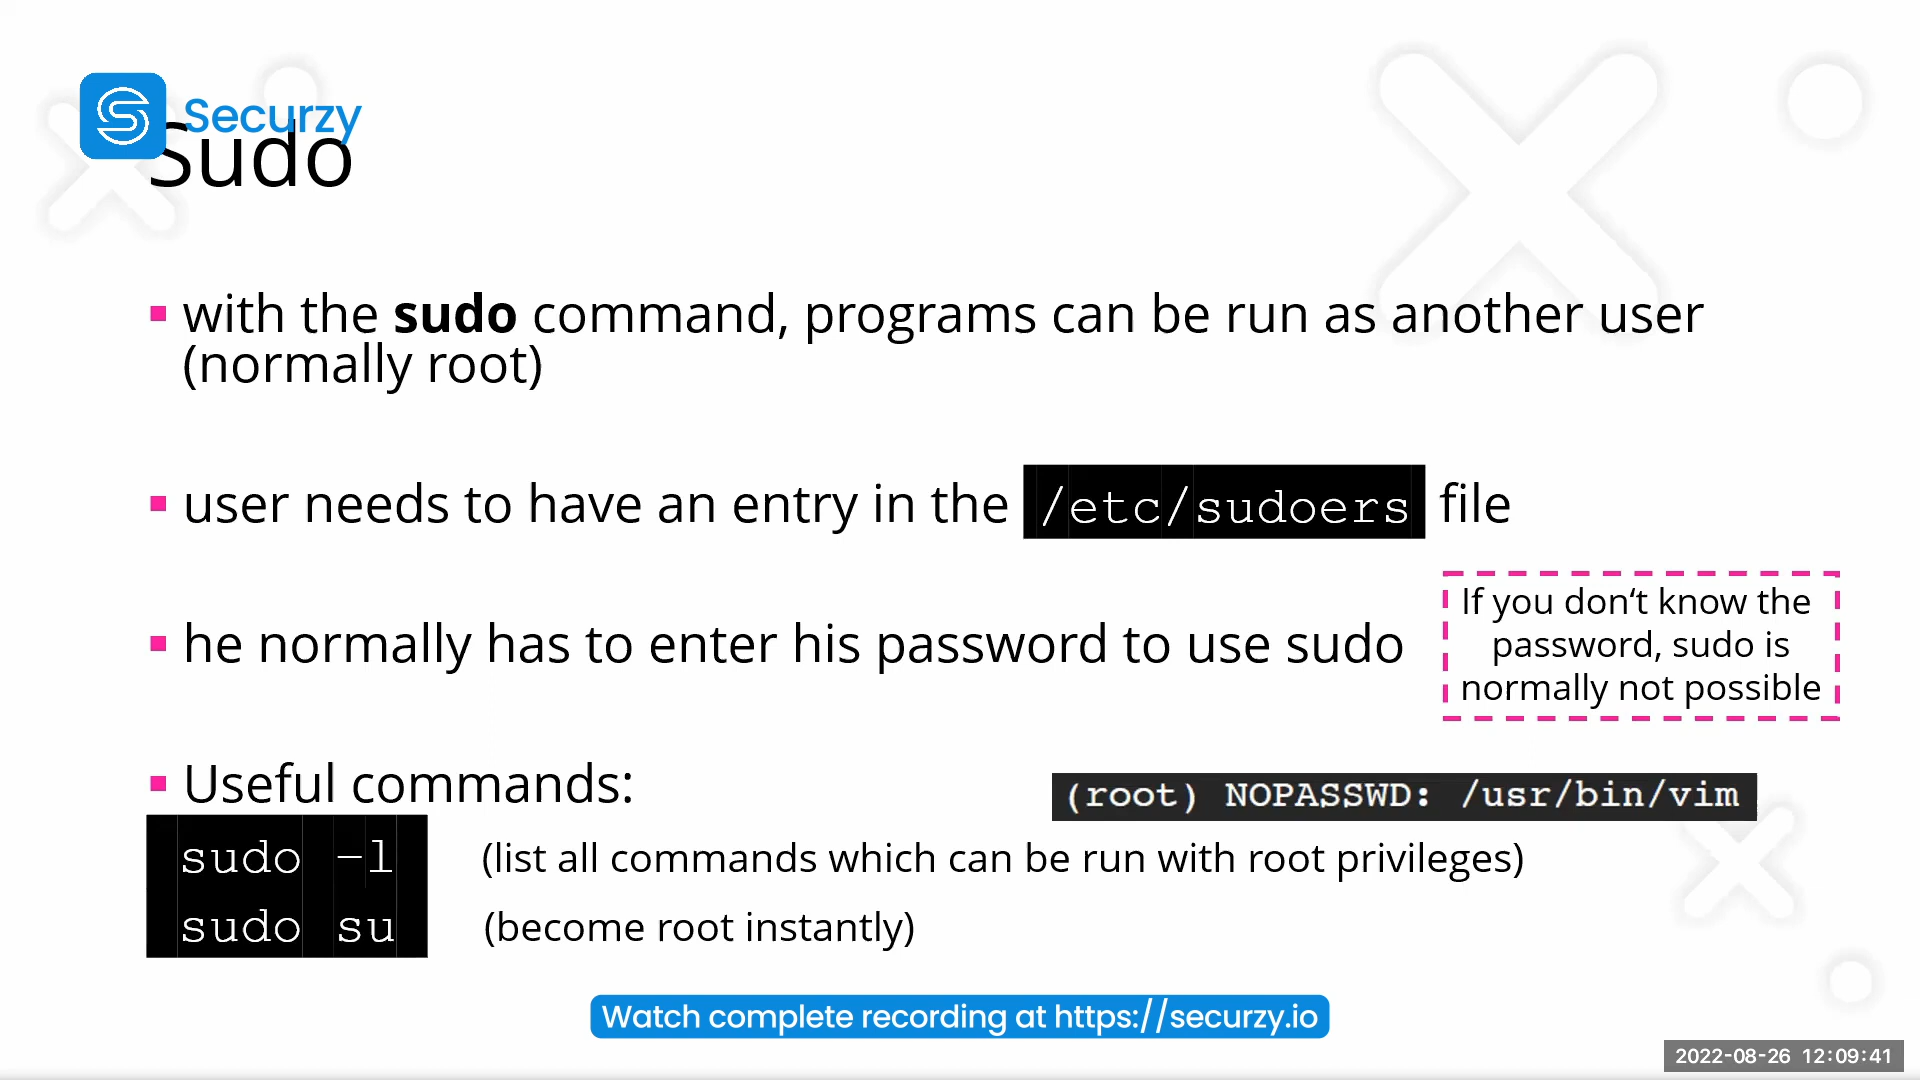 Securzy
Sudo
with the sudo command, programs can be run as another user
(normally root)
user needs to have an entry in the /etc/sudoers file
he normally has to enter his password to use sudo
If you don‘t know the
password, sudo is
normally not possible
Useful commands:
(root) NOPASSWD: /usr/bin/vim
sudo –l (list all commands which can be run with root privileges)
sudo su (become root instantly)
Watch complete recording at https://securzy.io
2022-08-26 12:09:41